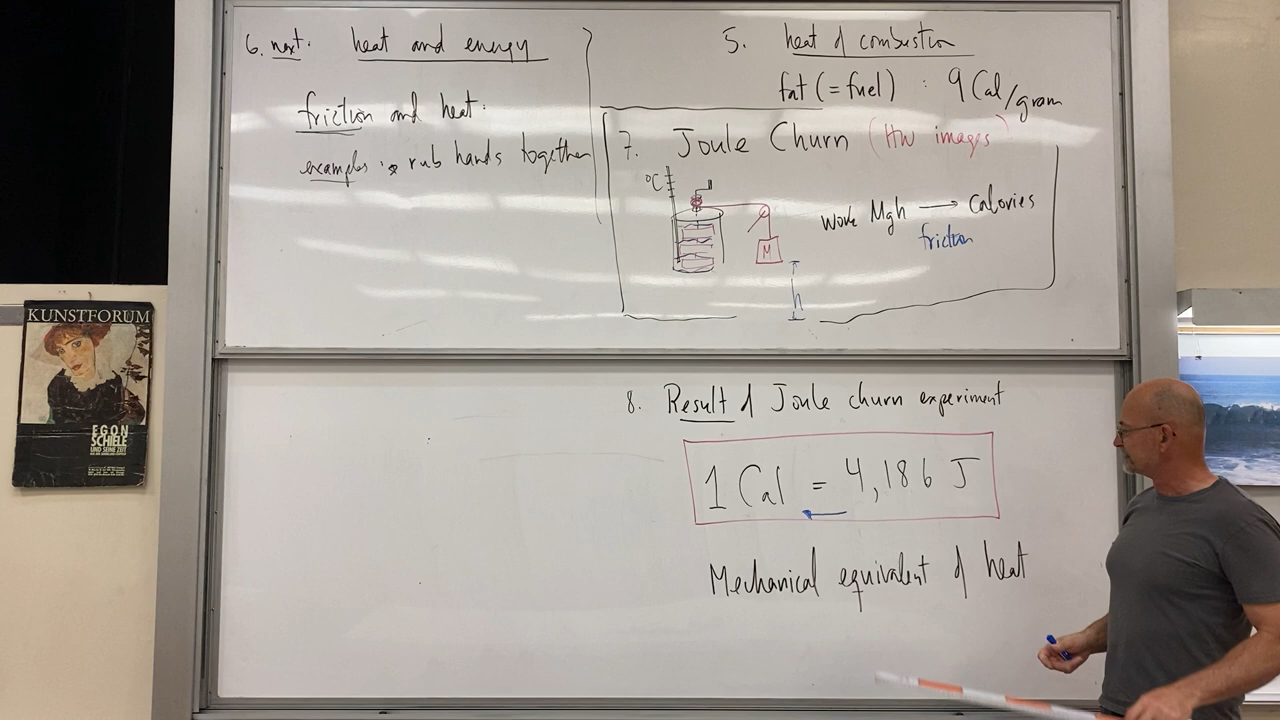 6. next: heat and energy
friction and heat:
examples: rub hands together
5. heat of combustion
fat (= fuel) : 9 Cal/gram
7. Joule Churn (HW images)
°C
M
h
work Mgh → calories
friction
8. Result of Joule churn experiment
1 Cal = 4,186 J
Mechanical equivalent of heat
KUNSTFORUM
EGON
SCHIELE
UND SEINE ZEIT